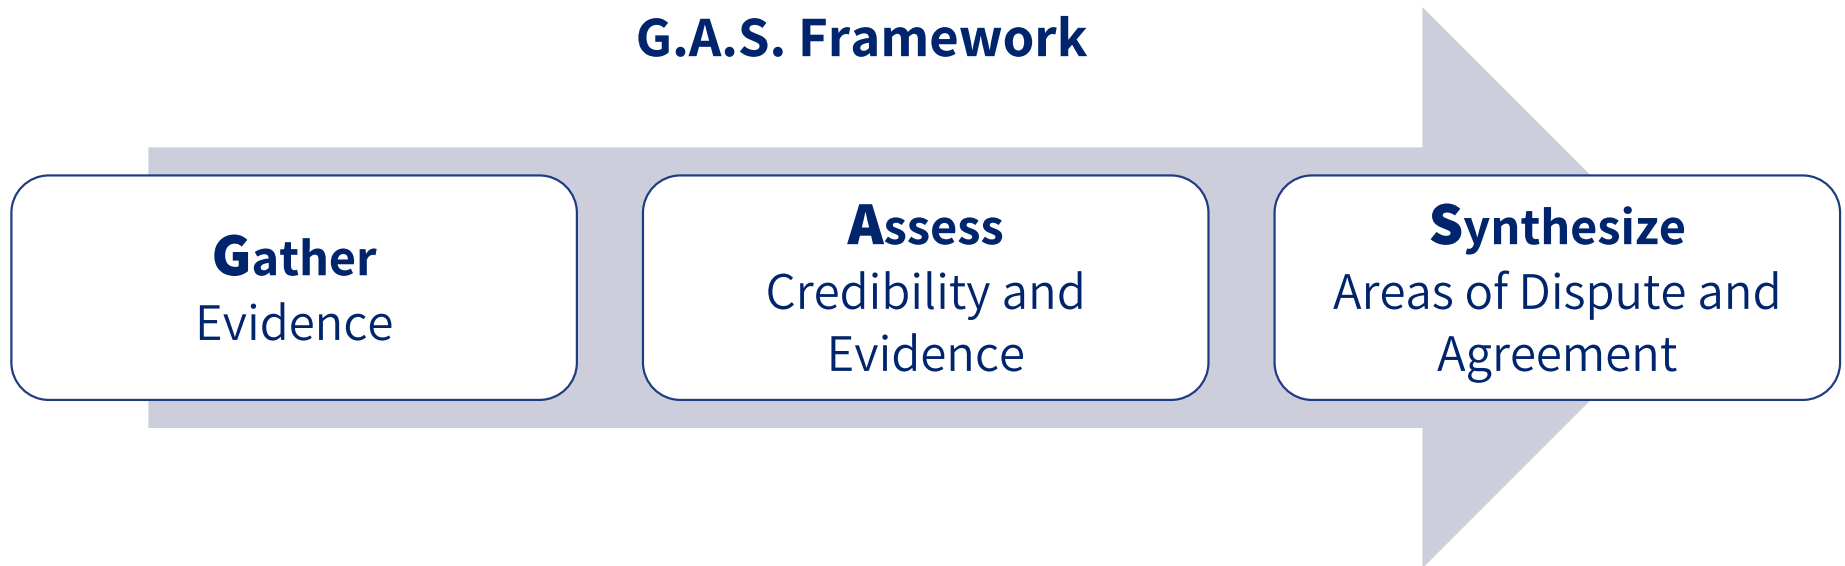 G.A.S. Framework
Gather
Evidence
Assess
Credibility and
Evidence
Synthesize
Areas of Dispute and
Agreement